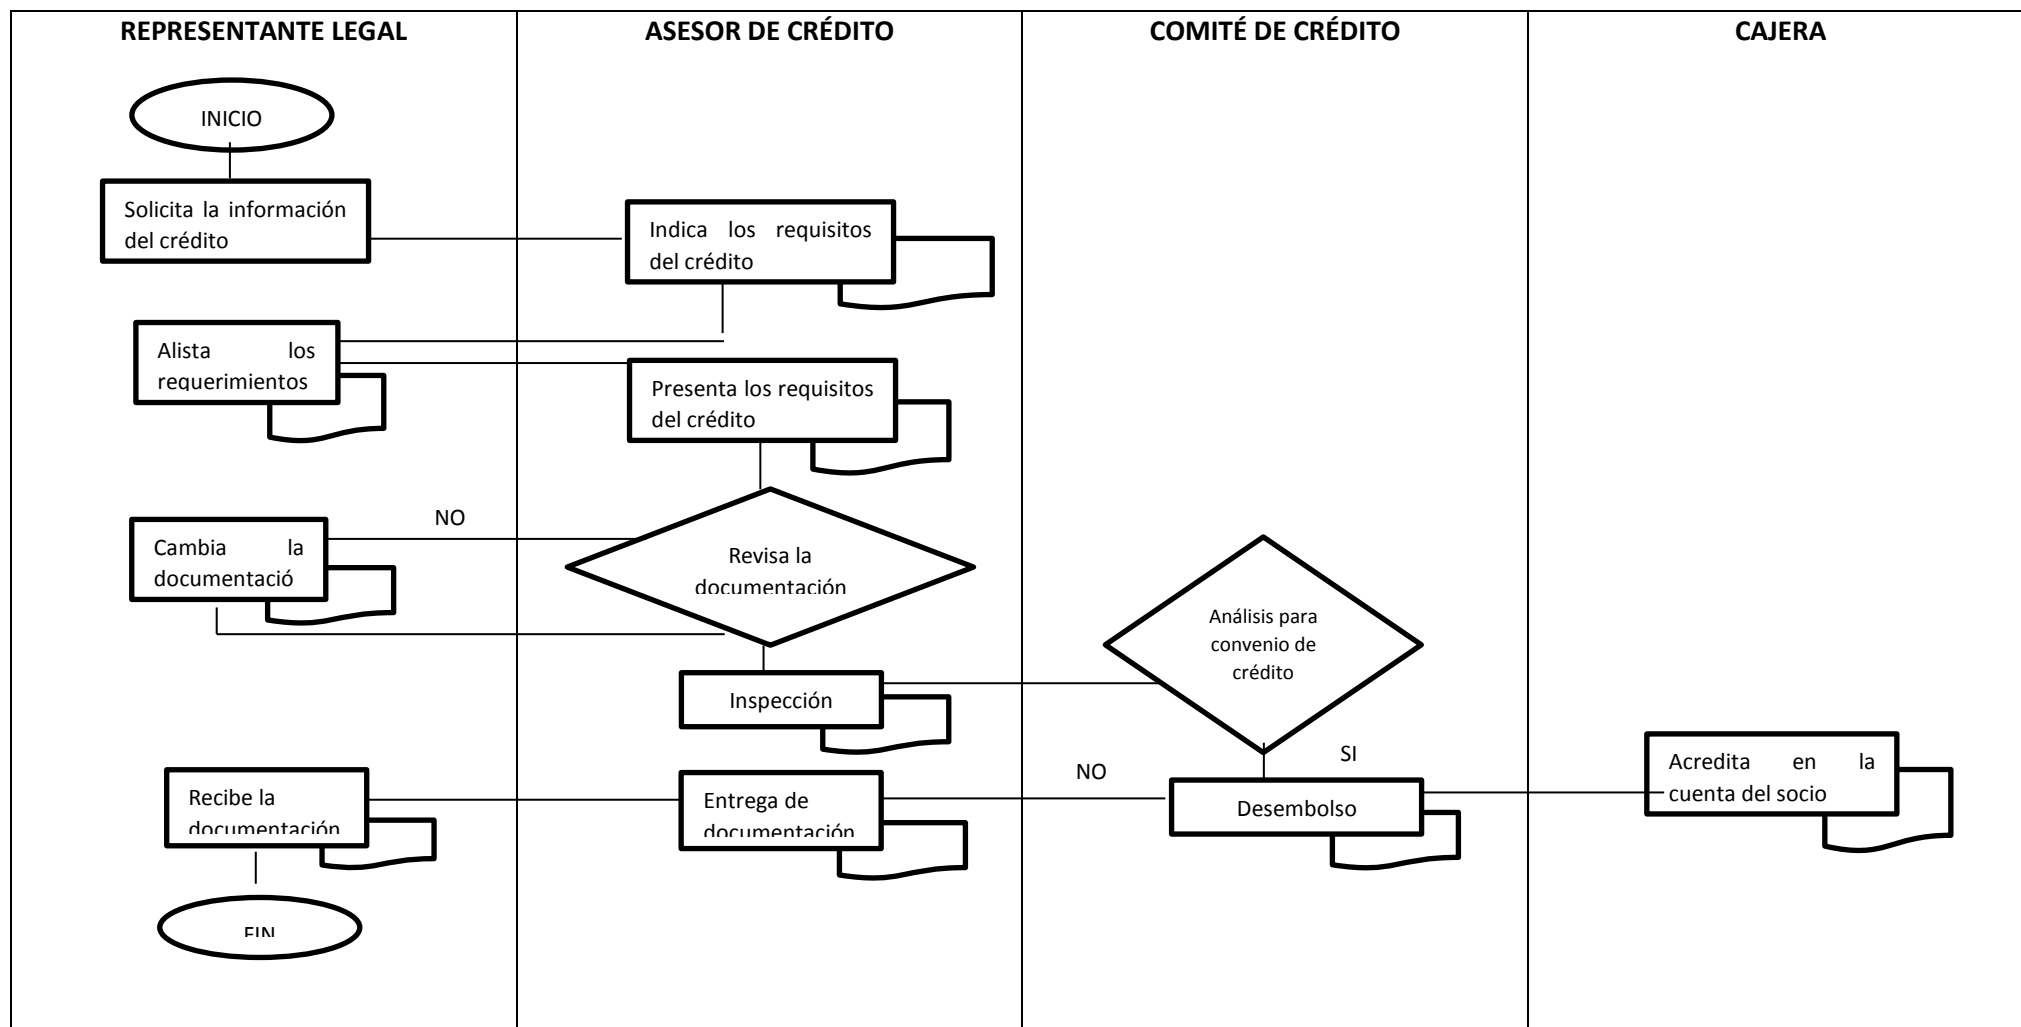 REPRESENTANTE LEGAL
ASESOR DE CRÉDITO
COMITÉ DE CRÉDITO
CAJERA
INICIO
Solicita la información
del crédito
Indica los requisitos
del crédito
Alista los
requerimientos
Presenta los requisitos
del crédito
NO
Cambia la
documentació
Revisa la
documentación
Análisis para
convenio de
crédito
Inspección
SI
NO
Recibe la
documentación
Entrega de
documentación
Desembolso
Acredita en la
cuenta del socio
FIN